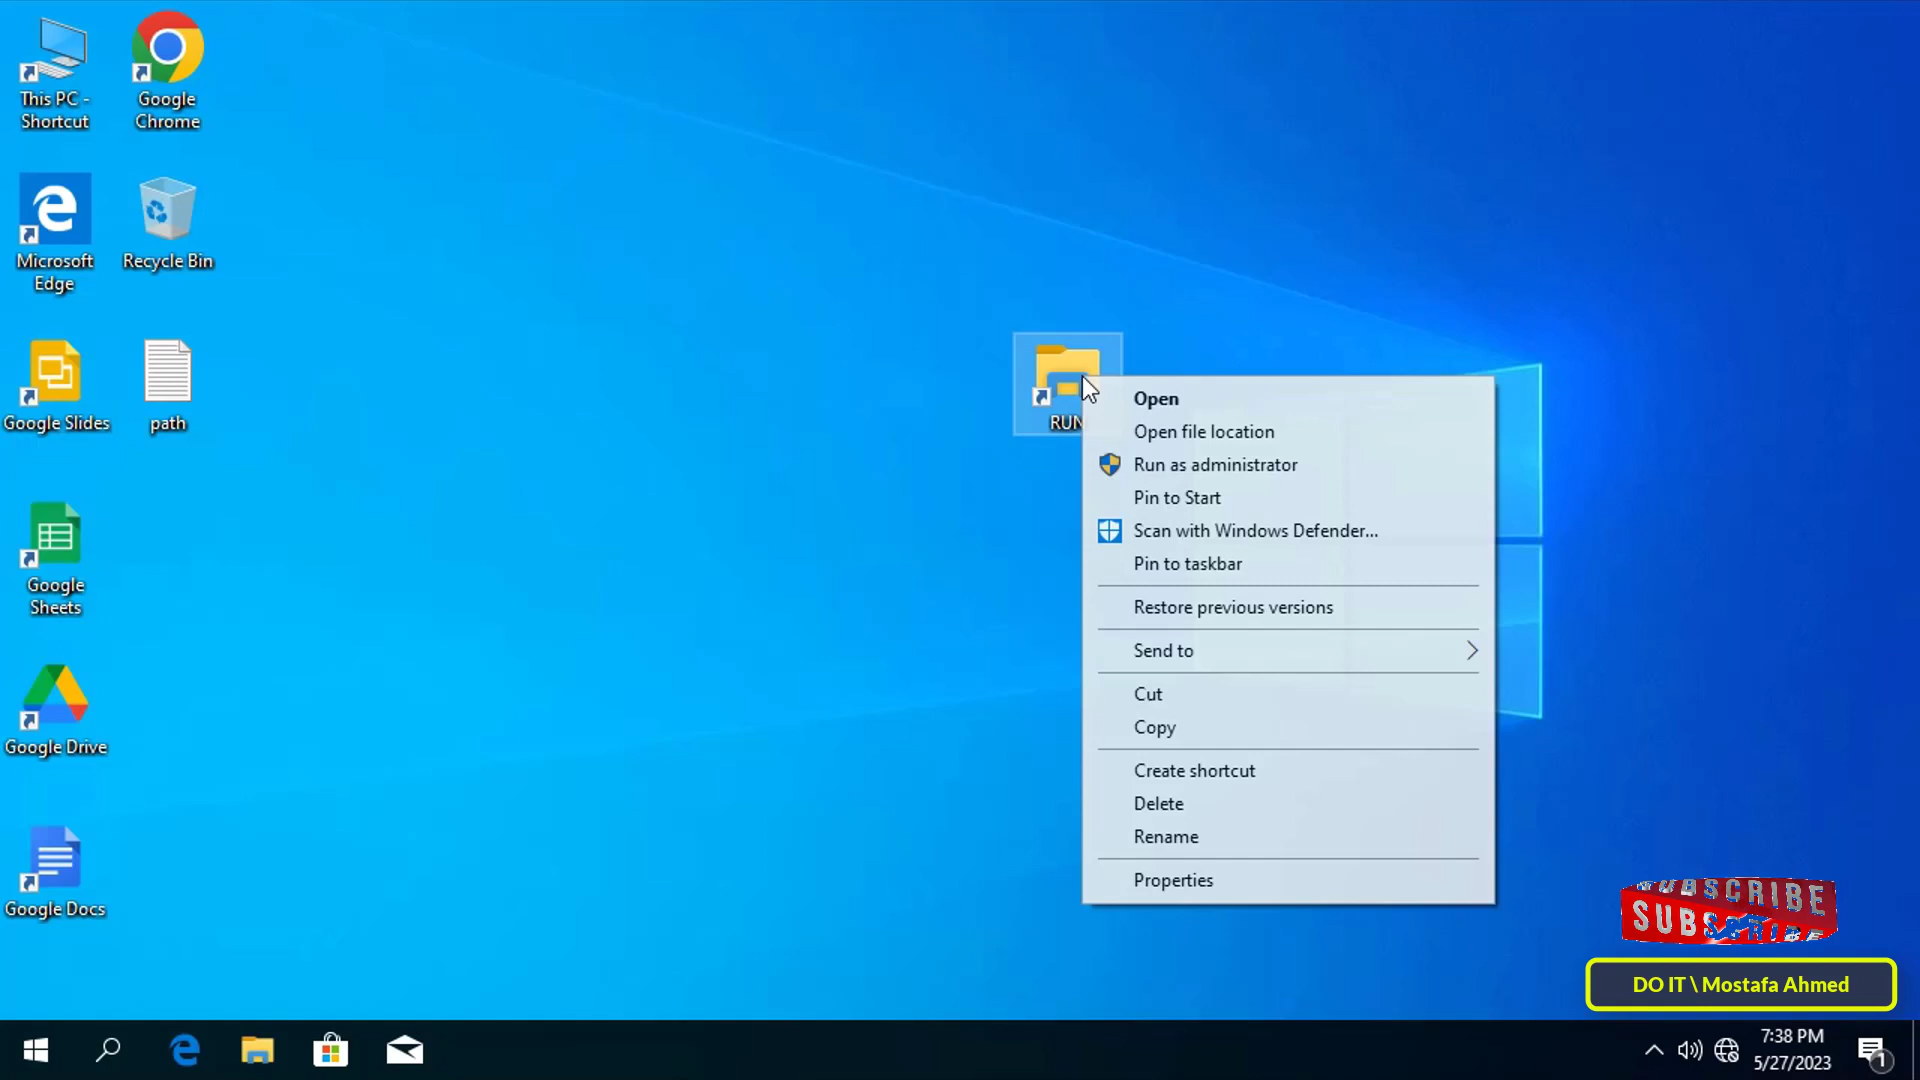 This PC -
Shortcut
Google
Chrome
Microsoft
Edge
Recycle Bin
Google Slides
path
Google
Sheets
Google Drive
Google Docs
RUN
Open
Open file location
Run as administrator
Pin to Start
Scan with Windows Defender...
Pin to taskbar
Restore previous versions
Send to
Cut
Copy
Create shortcut
Delete
Rename
Properties
SUBSCRIBE
SUBSCRIBE
DO IT \ Mostafa Ahmed
7:38 PM
5/27/2023
1